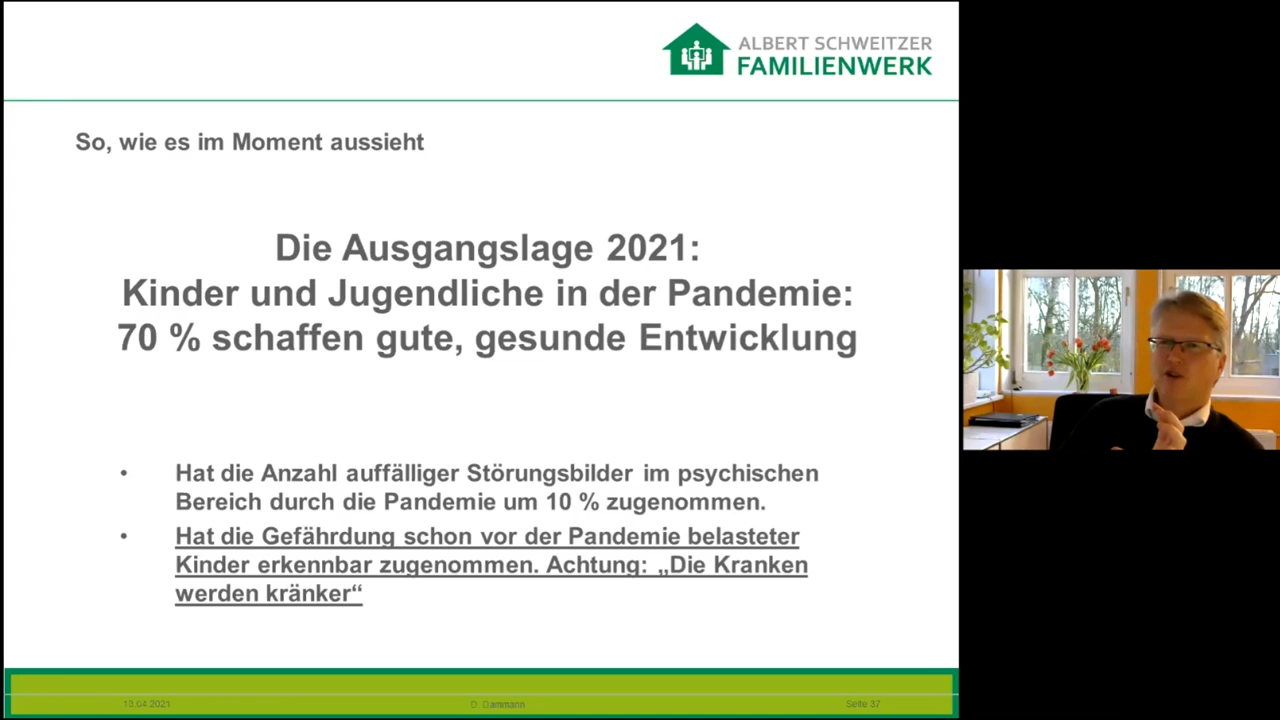 ALBERT SCHWEITZER
FAMILIENWERK
So, wie es im Moment aussieht
Die Ausgangslage 2021:
Kinder und Jugendliche in der Pandemie:
70 % schaffen gute, gesunde Entwicklung
• Hat die Anzahl auffälliger Störungsbilder im psychischen
Bereich durch die Pandemie um 10 % zugenommen.
• Hat die Gefährdung schon vor der Pandemie belasteter
Kinder erkennbar zugenommen. Achtung: „Die Kranken
werden kränker“
13.04.2021 D. Dammann Seite 37